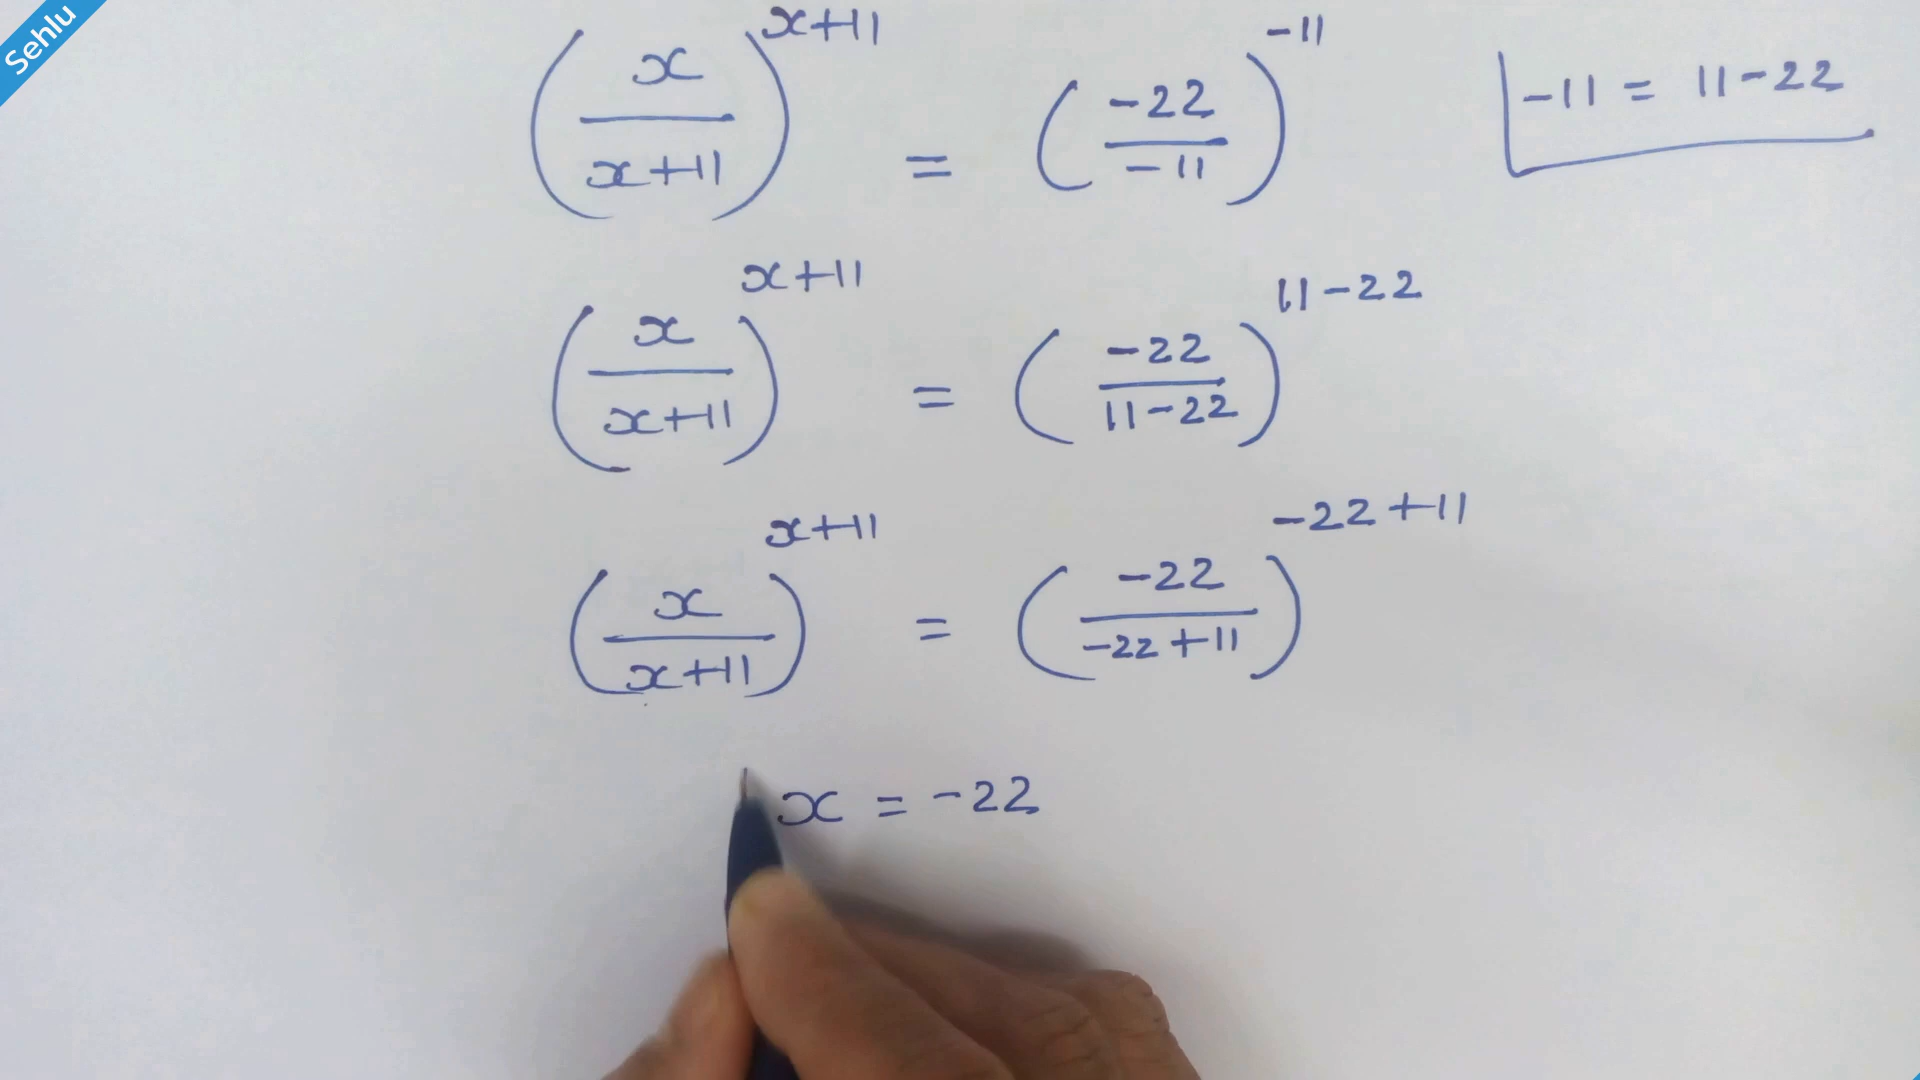 Sehlu
(x/(x+11))^(x+11) = (-22/-11)^(-11)
-11 = 11-22
(x/(x+11))^(x+11) = (-22/(11-22))^(11-22)
(x/(x+11))^(x+11) = (-22/(-22+11))^(-22+11)
x = -22